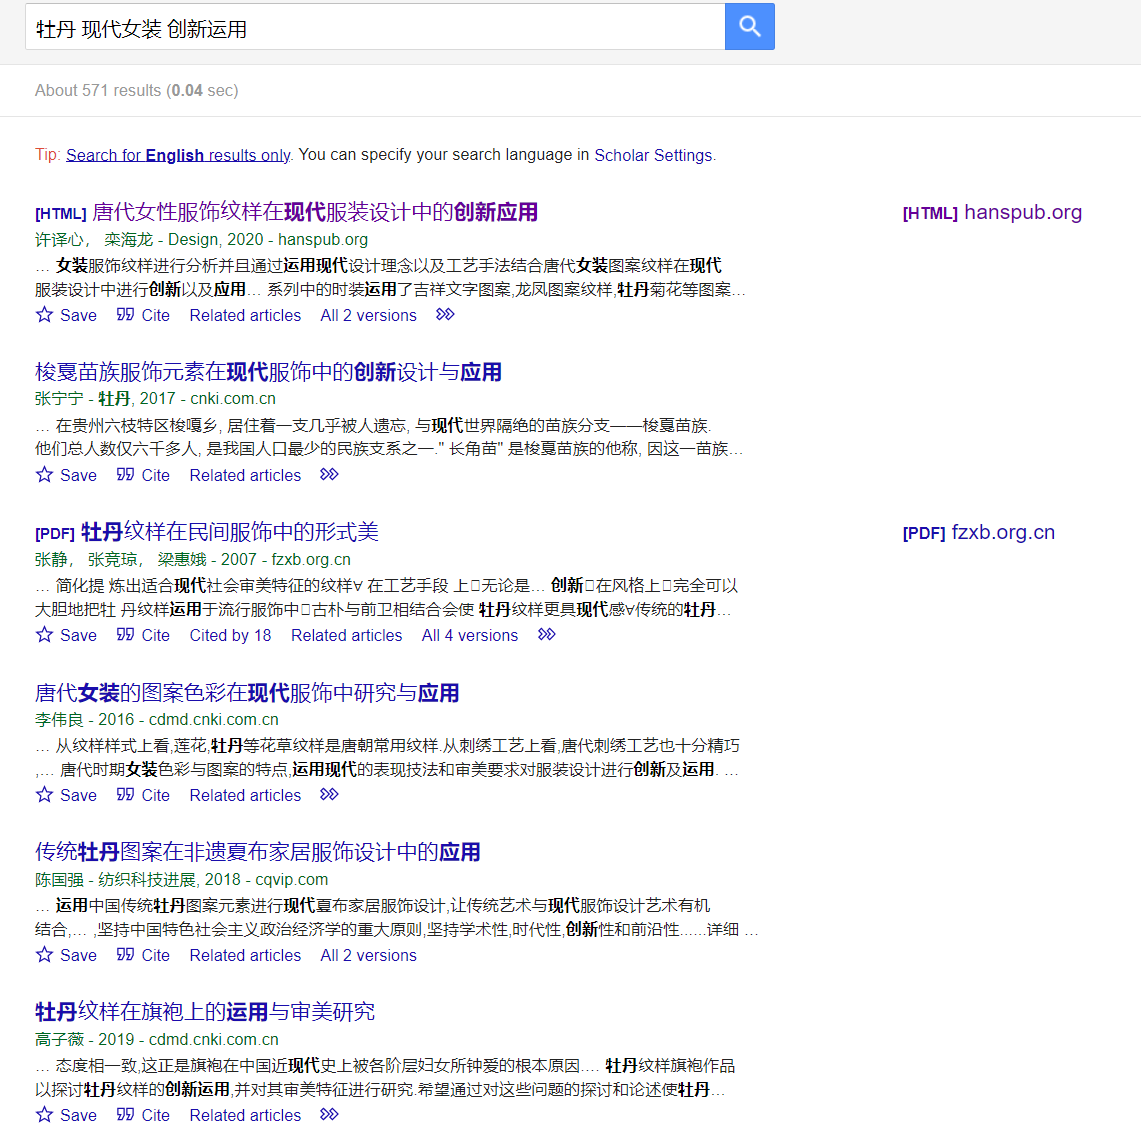 牡丹 现代女装 创新运用
About 571 results (0.04 sec)
Tip: Search for English results only. You can specify your search language in Scholar Settings.
[HTML] 唐代女性服饰纹样在现代服装设计中的创新应用
[HTML] hanspub.org
许译心， 栾海龙 - Design, 2020 - hanspub.org
… 女装服饰纹样进行分析并且通过运用现代设计理念以及工艺手法结合唐代女装图案纹样在现代
服装设计中进行创新以及应用… 系列中的时装运用了吉祥文字图案,龙凤图案纹样,牡丹菊花等图案…
Save Cite Related articles All 2 versions
梭戛苗族服饰元素在现代服饰中的创新设计与应用
张宁宁 - 牡丹, 2017 - cnki.com.cn
… 在贵州六枝特区梭嘎乡, 居住着一支几乎被人遗忘, 与现代世界隔绝的苗族分支——梭戛苗族.
他们总人数仅六千多人, 是我国人口最少的民族支系之一." 长角苗" 是梭戛苗族的他称, 因这一苗族…
Save Cite Related articles
[PDF] 牡丹纹样在民间服饰中的形式美
[PDF] fzxb.org.cn
张静， 张竞琼， 梁惠娥 - 2007 - fzxb.org.cn
… 简化提 炼出适合现代社会审美特征的纹样∀ 在工艺手段 上􀀁无论是… 创新􀀁在风格上􀀁完全可以
大胆地把牡 丹纹样运用于流行服饰中􀀁古朴与前卫相结合会使 牡丹纹样更具现代感∀传统的牡丹…
Save Cite Cited by 18 Related articles All 4 versions
唐代女装的图案色彩在现代服饰中研究与应用
李伟良 - 2016 - cdmd.cnki.com.cn
… 从纹样样式上看,莲花,牡丹等花草纹样是唐朝常用纹样.从刺绣工艺上看,唐代刺绣工艺也十分精巧
,… 唐代时期女装色彩与图案的特点,运用现代的表现技法和审美要求对服装设计进行创新及运用. …
Save Cite Related articles
传统牡丹图案在非遗夏布家居服饰设计中的应用
陈国强 - 纺织科技进展, 2018 - cqvip.com
… 运用中国传统牡丹图案元素进行现代夏布家居服饰设计,让传统艺术与现代服饰设计艺术有机
结合,… ,坚持中国特色社会主义政治经济学的重大原则,坚持学术性,时代性,创新性和前沿性......详细 …
Save Cite Related articles All 2 versions
牡丹纹样在旗袍上的运用与审美研究
高子薇 - 2019 - cdmd.cnki.com.cn
… 态度相一致,这正是旗袍在中国近现代史上被各阶层妇女所钟爱的根本原因.… 牡丹纹样旗袍作品
以探讨牡丹纹样的创新运用,并对其审美特征进行研究.希望通过对这些问题的探讨和论述使牡丹…
Save Cite Related articles